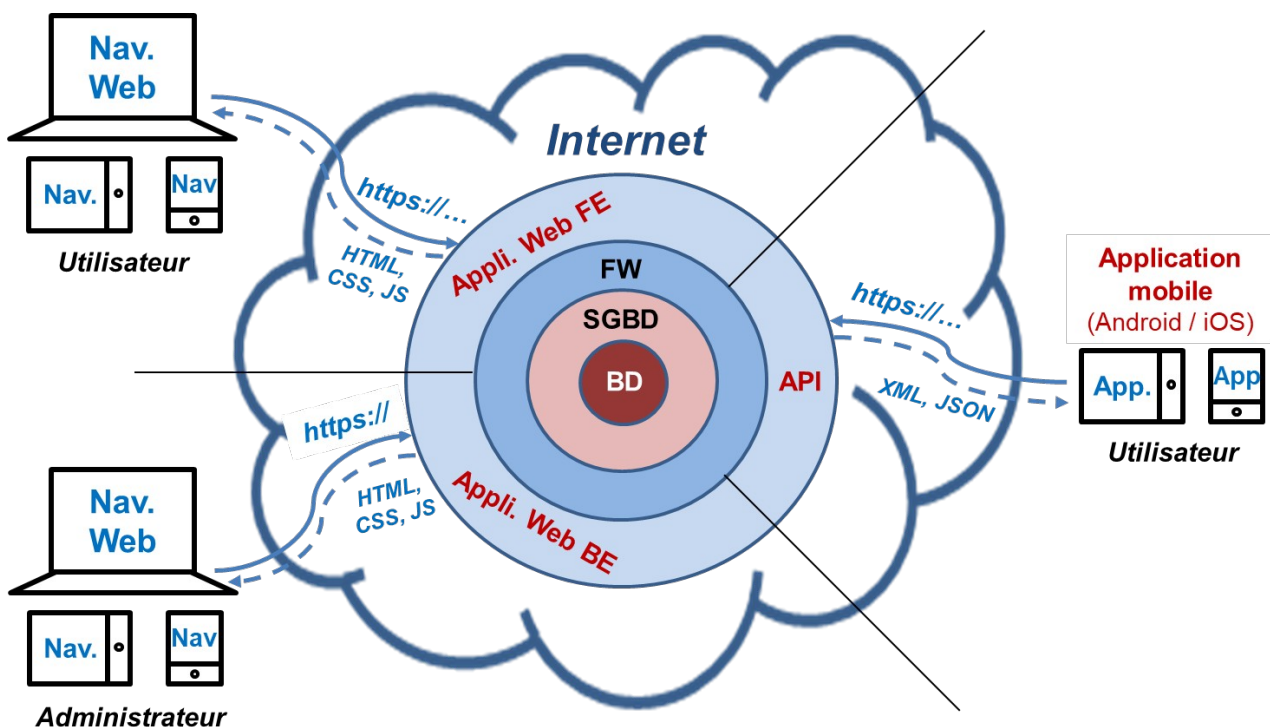 Nav.
Web
Nav.
Nav
Utilisateur
https://...
HTML,
CSS, JS
Internet
Appli. Web FE
FW
SGBD
BD
API
Appli. Web BE
https://...
XML, JSON
Application
mobile
(Android / iOS)
App.
App
Utilisateur
https://
HTML,
CSS, JS
Nav.
Web
Nav.
Nav
Administrateur